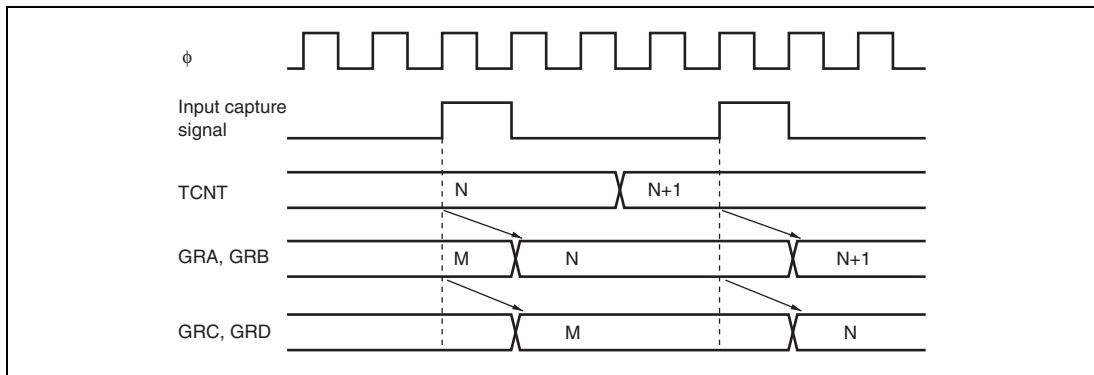 ϕ
Input capture
signal
TCNT N N+1
GRA, GRB M N N+1
GRC, GRD M N